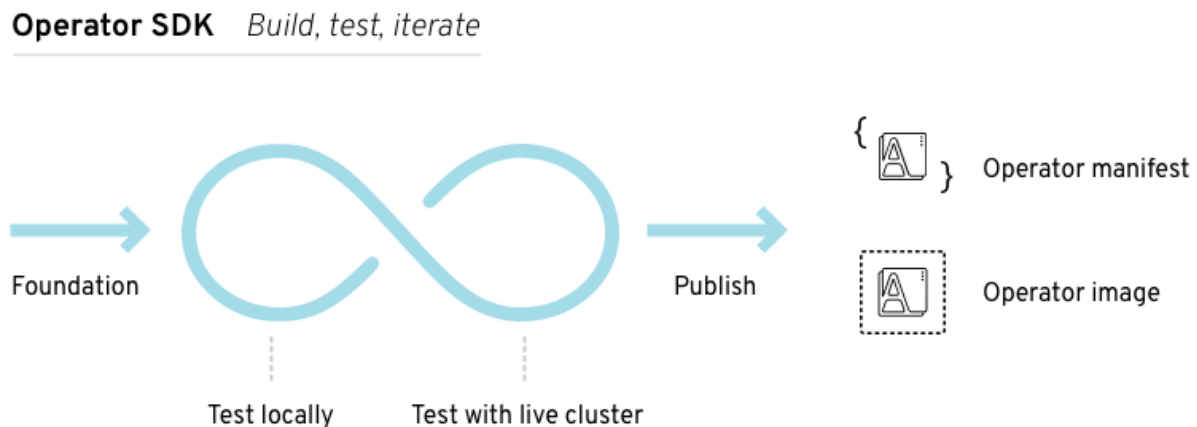 Operator SDK Build, test, iterate
{
}
Operator manifest
Foundation
Publish
Operator image
Test locally
Test with live cluster